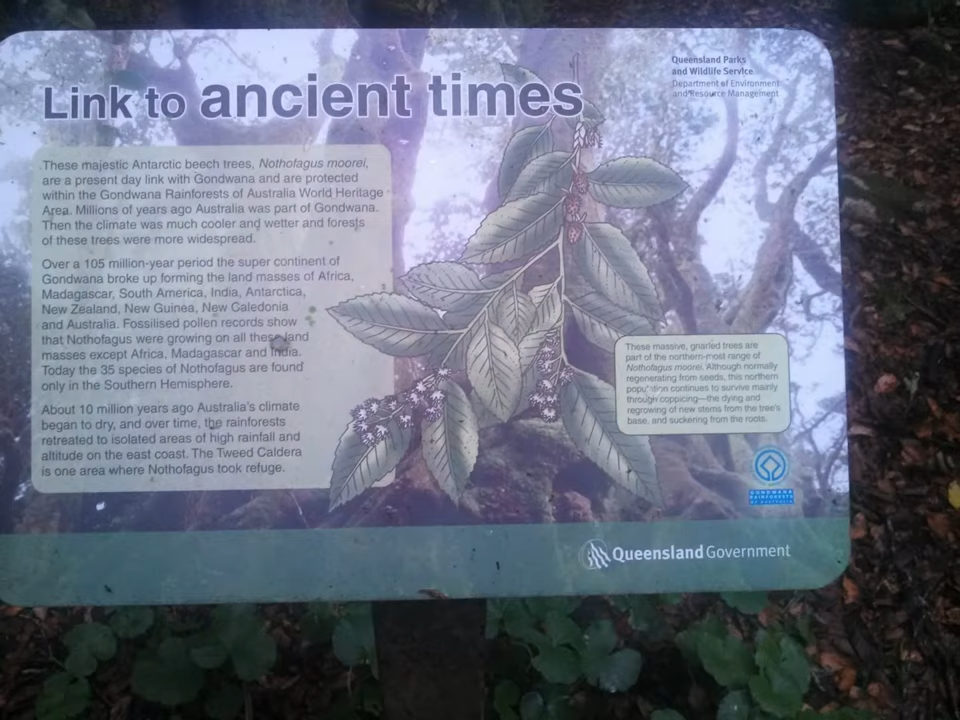 Link to ancient times
Queensland Parks
and Wildlife Service
Department of Environment
and Resource Management
These majestic Antarctic beech trees, Nothofagus moorei,
are a present day link with Gondwana and are protected
within the Gondwana Rainforests of Australia World Heritage
Area. Millions of years ago Australia was part of Gondwana.
Then the climate was much cooler and wetter and forests
of these trees were more widespread.
Over a 105 million-year period the super continent of
Gondwana broke up forming the land masses of Africa,
Madagascar, South America, India, Antarctica,
New Zealand, New Guinea, New Caledonia
and Australia. Fossilised pollen records show
that Nothofagus were growing on all these land
masses except Africa, Madagascar and India.
Today the 35 species of Nothofagus are found
only in the Southern Hemisphere.
About 10 million years ago Australia's climate
began to dry, and over time, the rainforests
retreated to isolated areas of high rainfall and
altitude on the east coast. The Tweed Caldera
is one area where Nothofagus took refuge.
These massive, gnarled trees are
part of the northern-most range of
Nothofagus moorei. Although normally
regenerating from seeds, this northern
population continues to survive mainly
through coppicing—the dying and
regrowing of new stems from the tree's
base, and suckering from the roots.
GONDWANA
RAINFORESTS
OF AUSTRALIA
Queensland Government